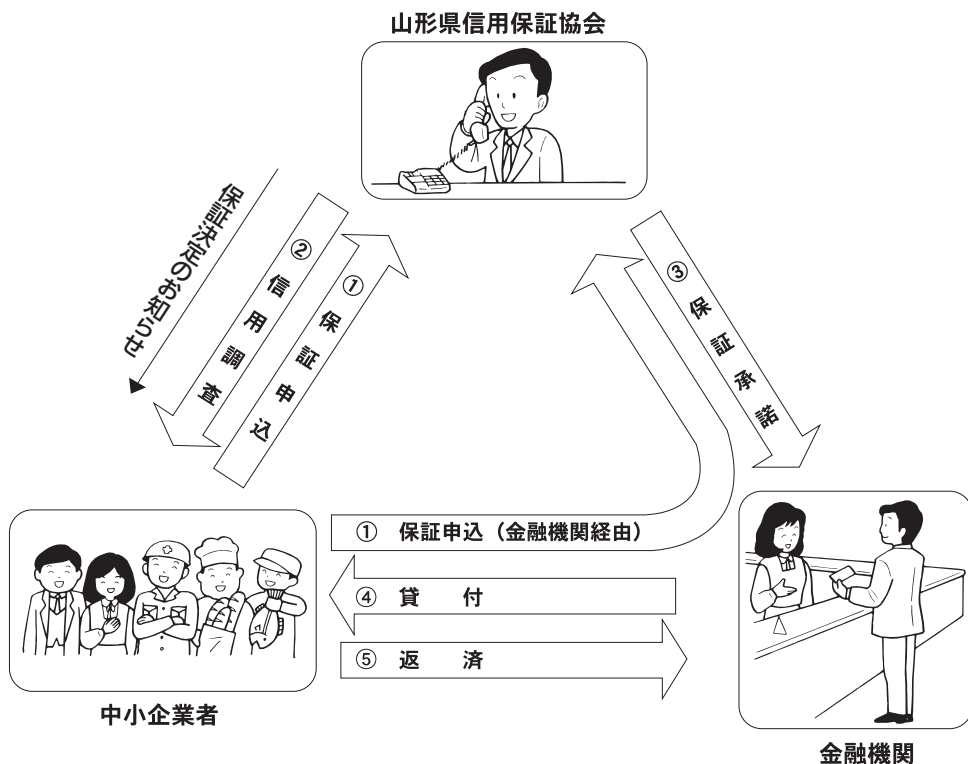 山形県信用保証協会
保証決定のお知らせ
② 信用調査
① 保証申込
③ 保証承諾
① 保証申込（金融機関経由）
④ 貸　付
⑤ 返　済
中小企業者
金融機関